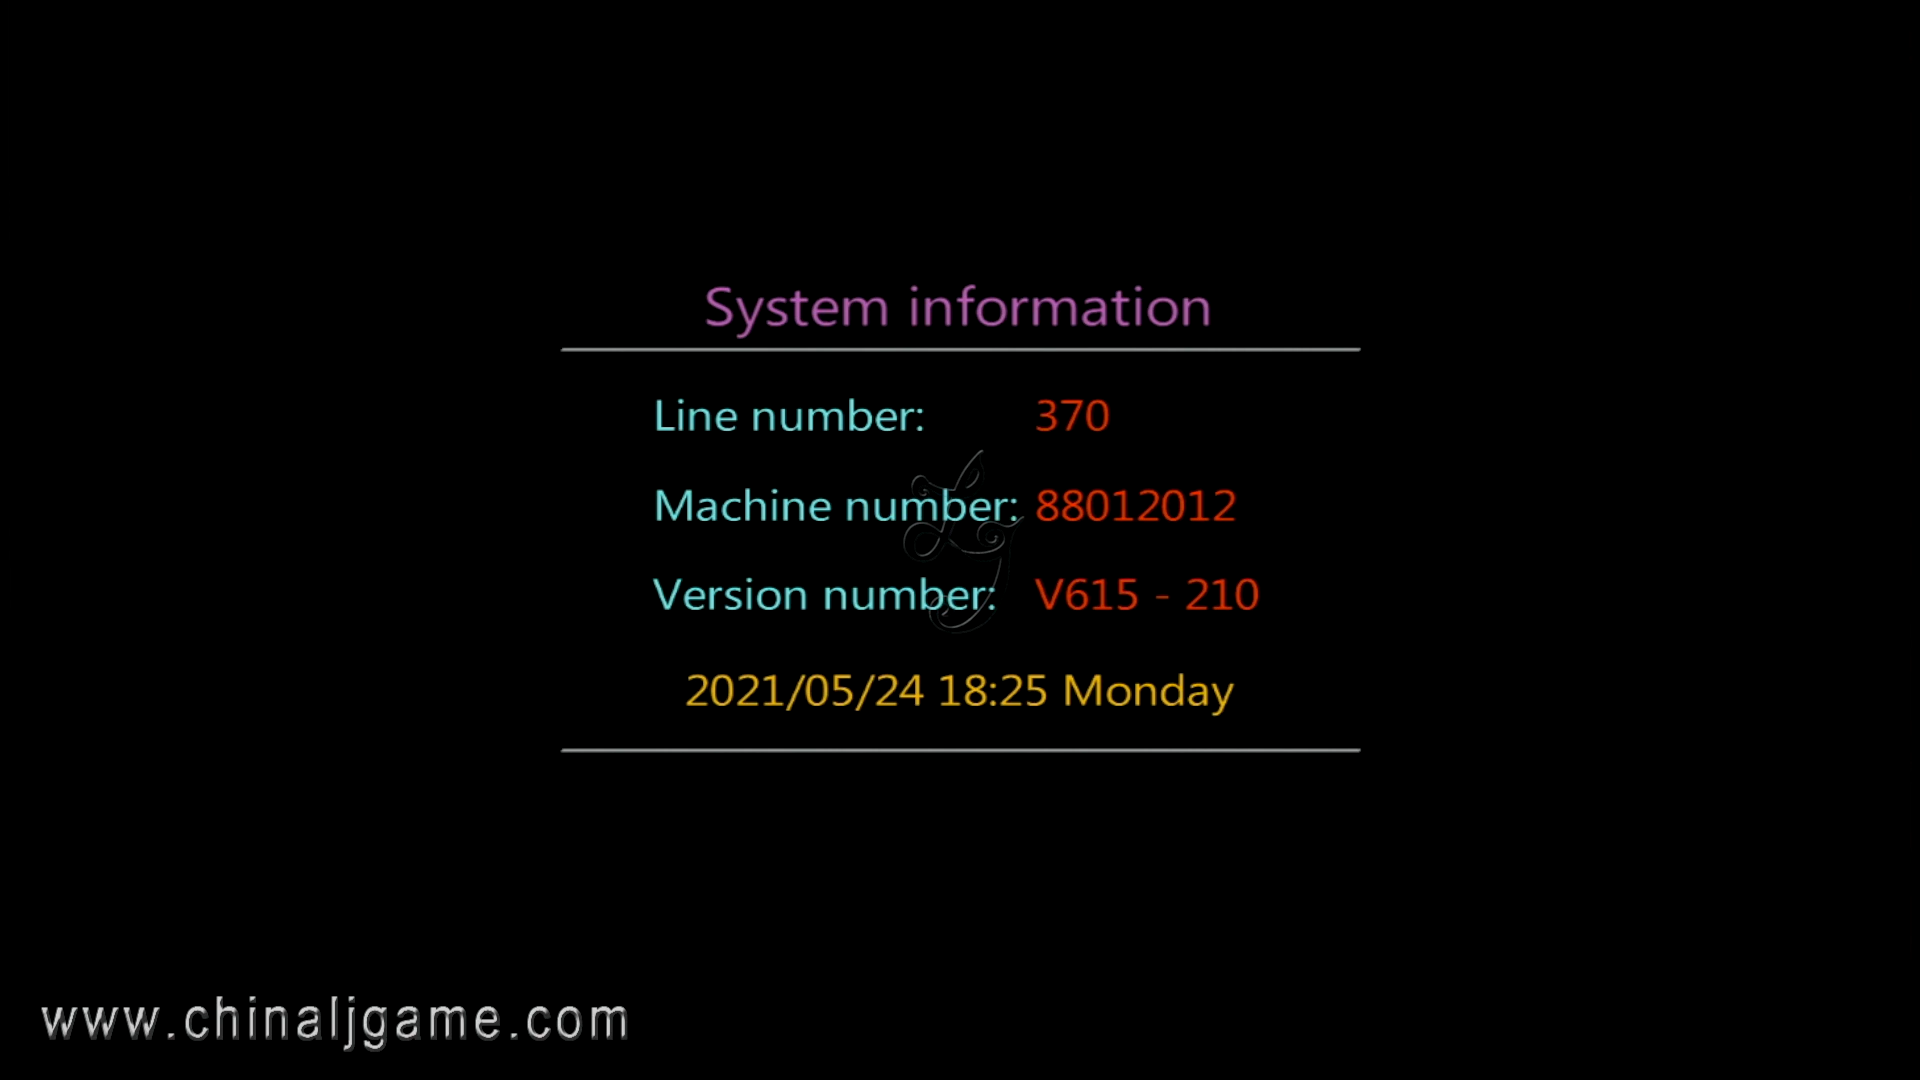 System information
Line number: 370
Machine number: 88012012
Version number: V615 - 210
2021/05/24 18:25 Monday
www.chinaljgame.com